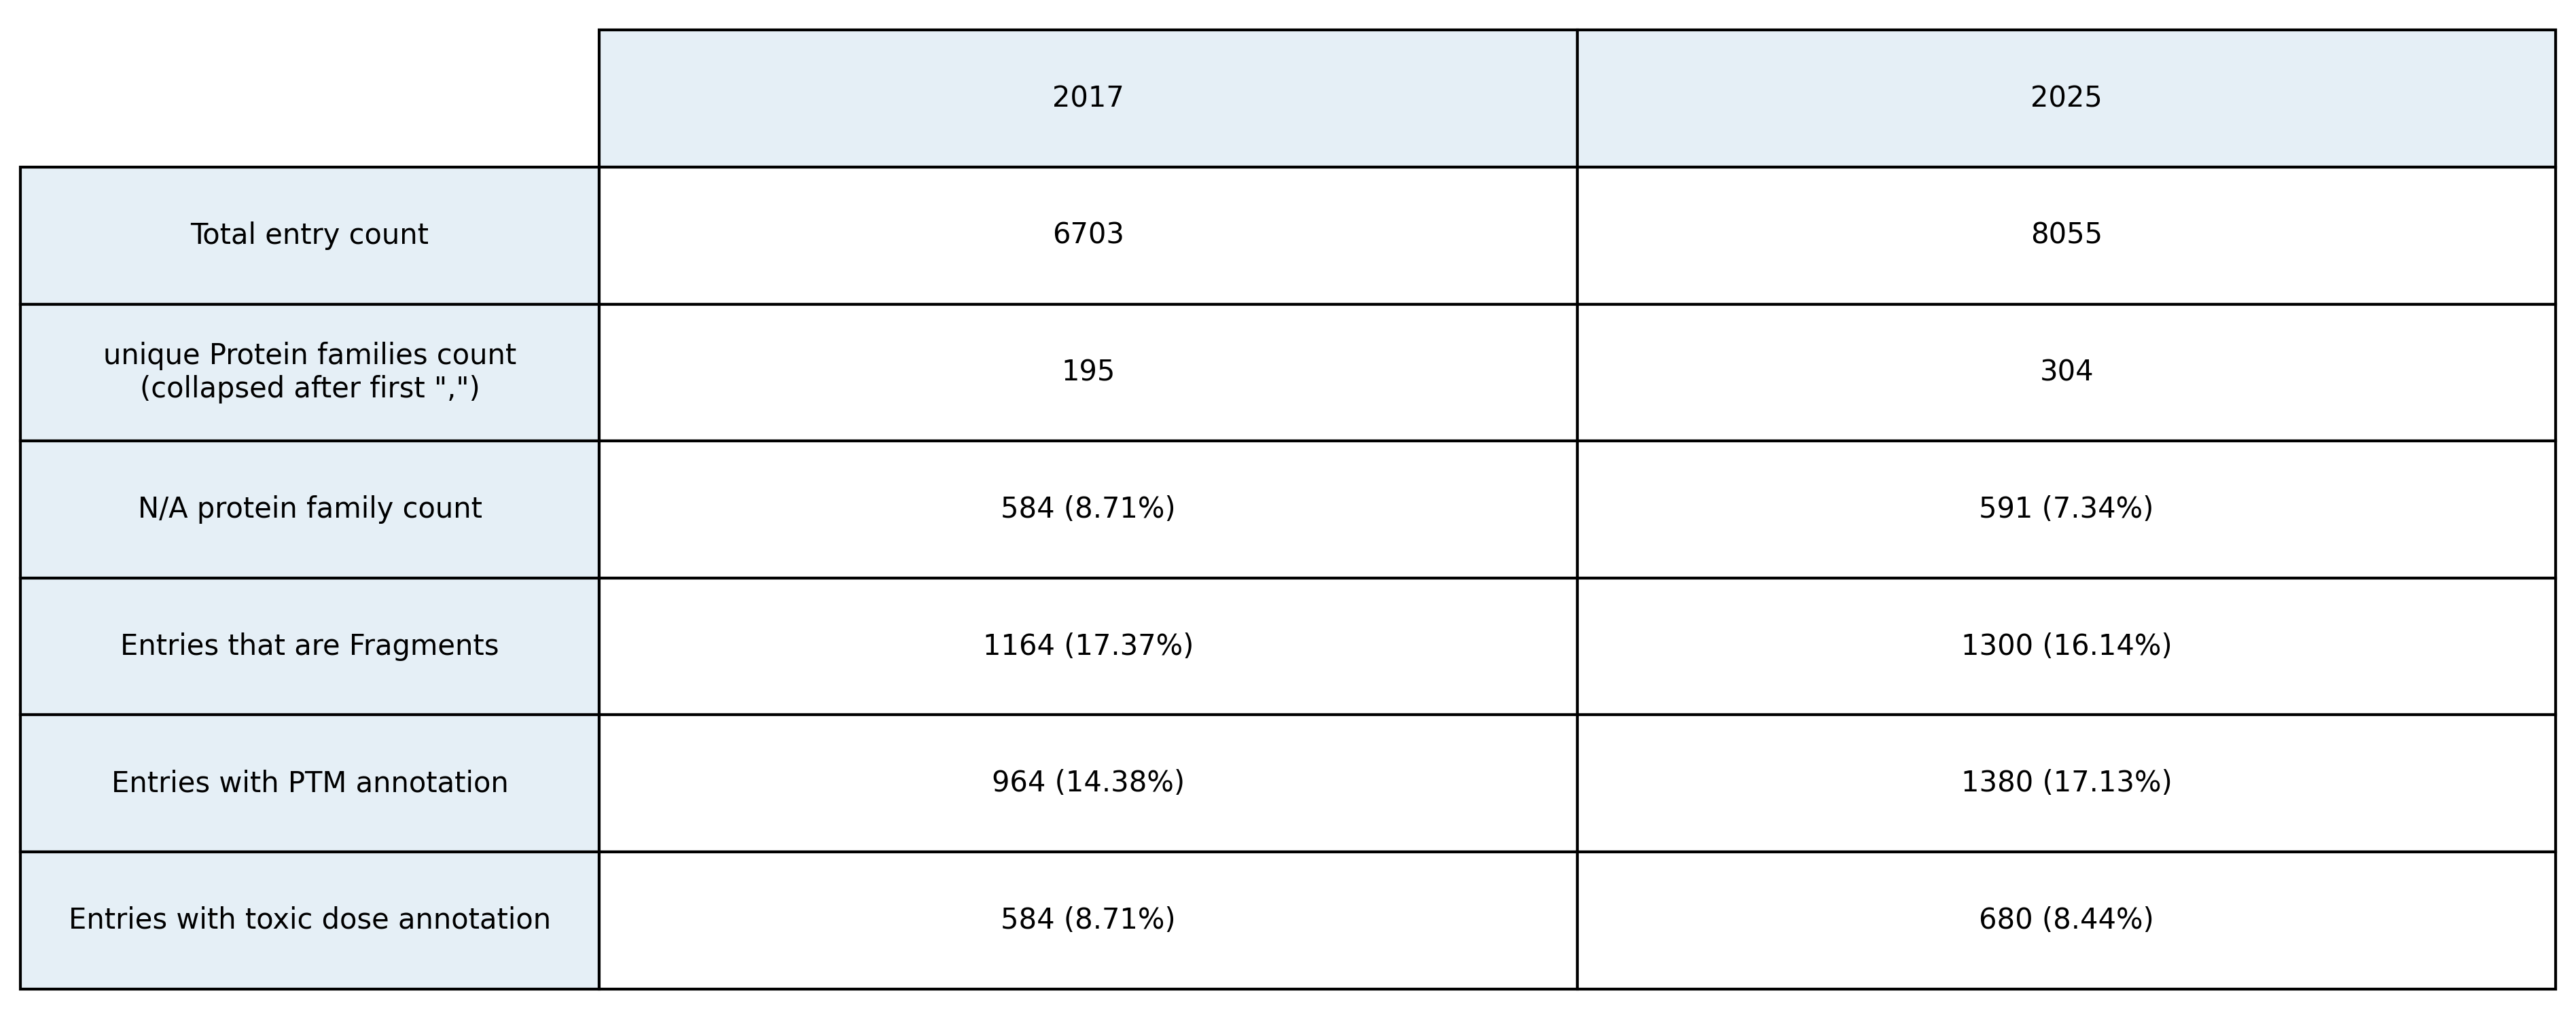 2017 2025
Total entry count 6703 8055
unique Protein families count
(collapsed after first ",") 195 304
N/A protein family count 584 (8.71%) 591 (7.34%)
Entries that are Fragments 1164 (17.37%) 1300 (16.14%)
Entries with PTM annotation 964 (14.38%) 1380 (17.13%)
Entries with toxic dose annotation 584 (8.71%) 680 (8.44%)